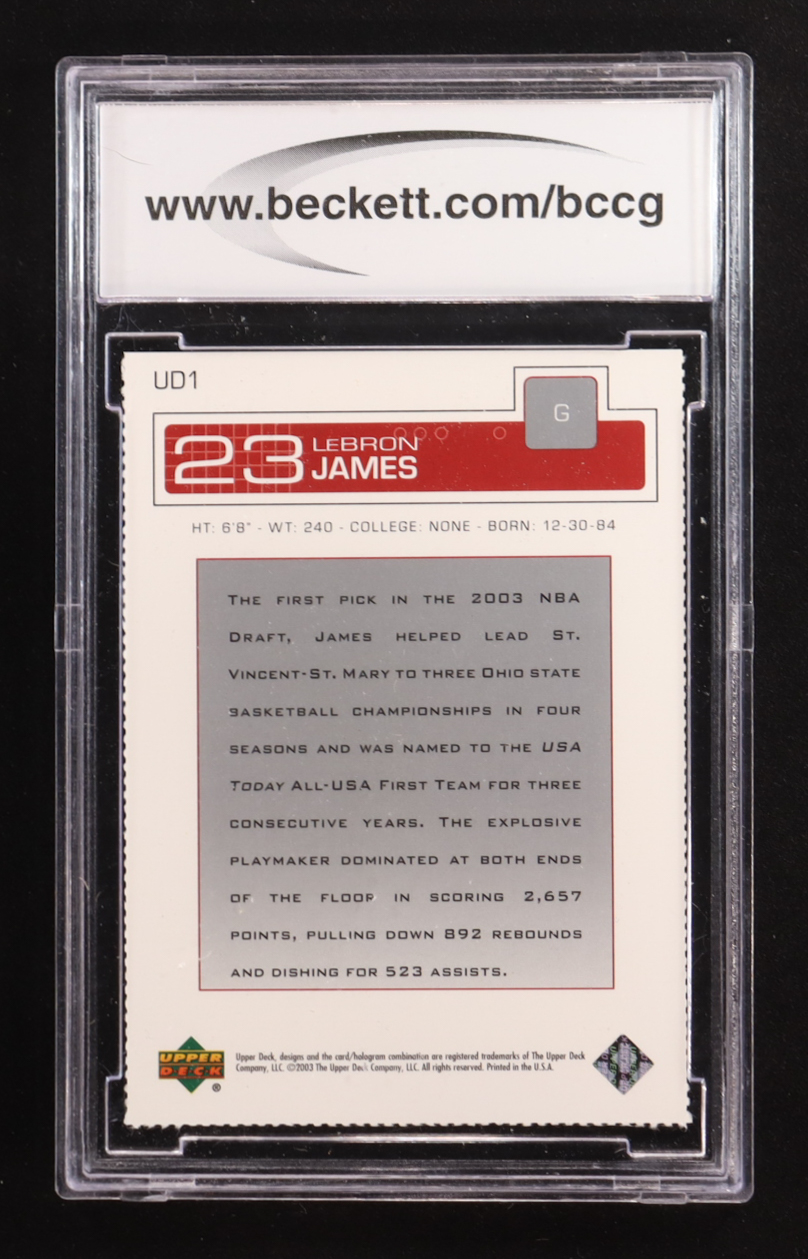 www.beckett.com/bccg
UD1
G
23 LEBRON
JAMES
HT: 6'8" - WT: 240 - COLLEGE: NONE - BORN: 12-30-84
THE FIRST PICK IN THE 2003 NBA
DRAFT, JAMES HELPED LEAD ST.
VINCENT-ST. MARY TO THREE OHIO STATE
BASKETBALL CHAMPIONSHIPS IN FOUR
SEASONS AND WAS NAMED TO THE USA
TODAY ALL-USA FIRST TEAM FOR THREE
CONSECUTIVE YEARS. THE EXPLOSIVE
PLAYMAKER DOMINATED AT BOTH ENDS
OF THE FLOOR IN SCORING 2,657
POINTS, PULLING DOWN 892 REBOUNDS
AND DISHING FOR 523 ASSISTS.
UPPER
DECK
®
Upper Deck, designs and the card/hologram combination are registered trademarks of The Upper Deck
Company, LLC. ©2003 The Upper Deck Company, LLC. All rights reserved. Printed in the U.S.A.